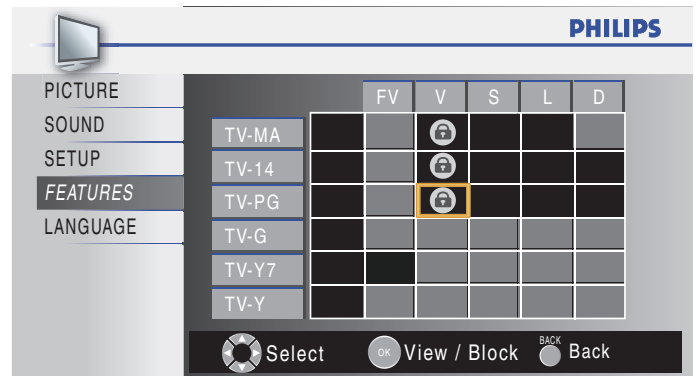 PHILIPS
PICTURE
SOUND
SETUP
FEATURES
LANGUAGE
FV V S L D
TV-MA
TV-14
TV-PG
TV-G
TV-Y7
TV-Y
Select OK View / Block BACK Back